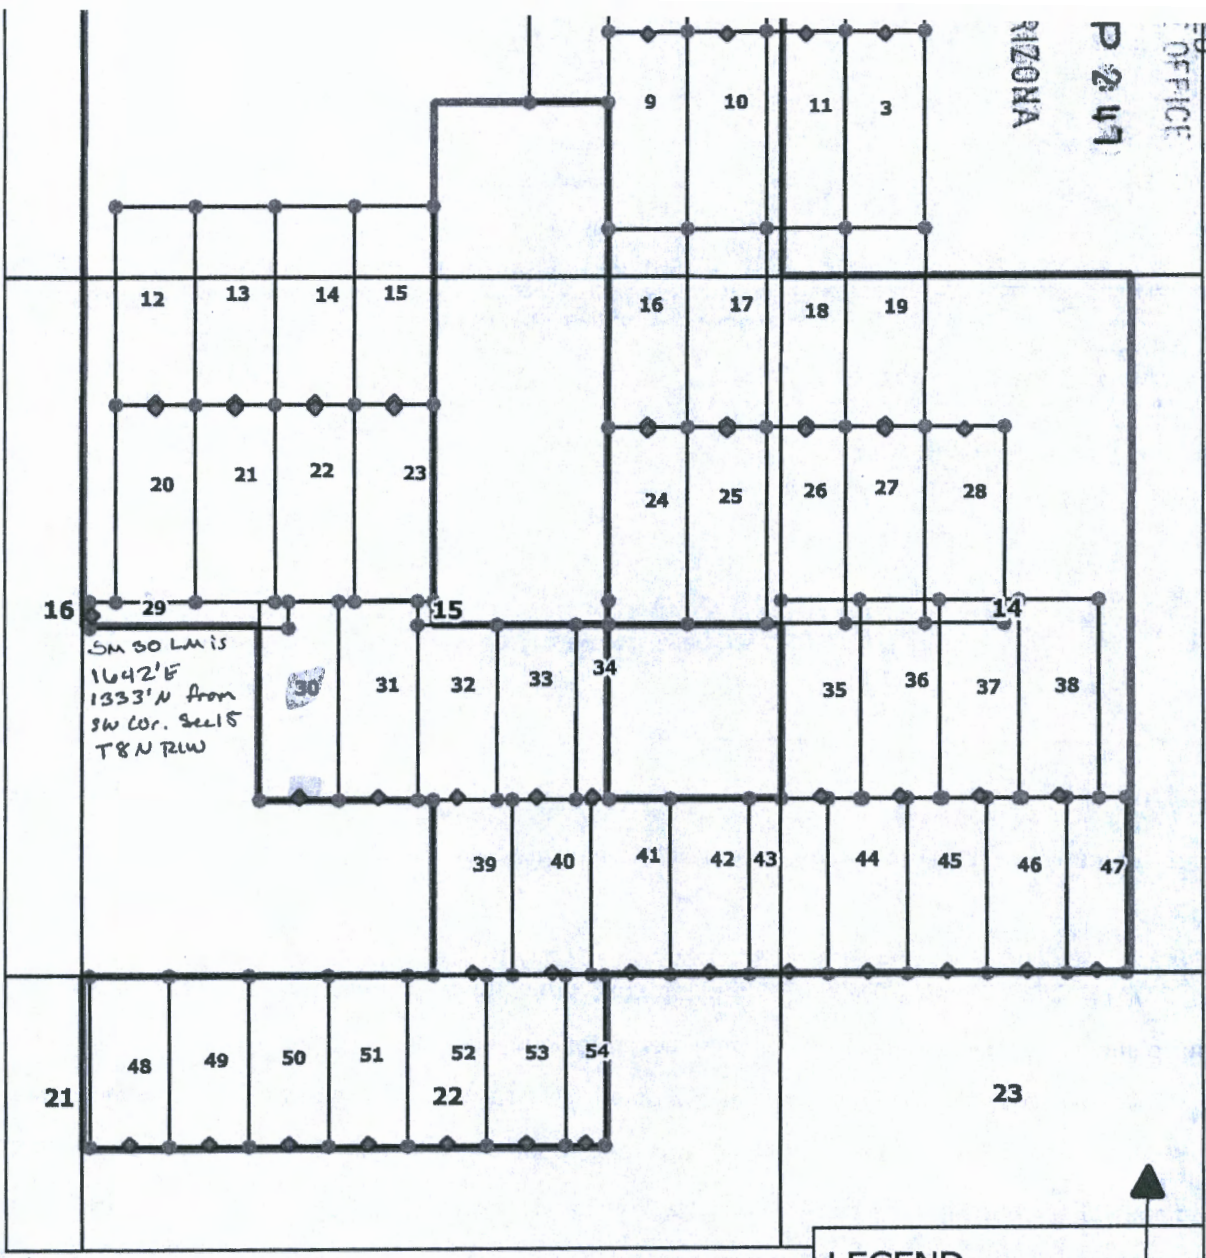 OFFICE
P 2:47
RIZONA
9 10 11 3
12 13 14 15 16 17 18 19
20 21 22 23 24 25 26 27 28
16 29 15 14
SM 30 LM is
1642'E
1333'N from
SW Cor. Sec 15
T8N R1W
30 31 32 33 34 35 36 37 38
39 40 41 42 43 44 45 46 47
48 49 50 51 52 53 54
21 22 23
LEGEND